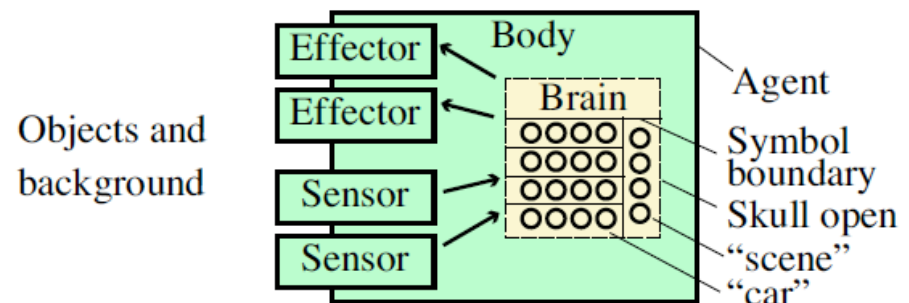 Effector
Body
Effector
Brain
Agent
Objects and
background
Symbol
boundary
Sensor
Skull open
Sensor
“scene”
“car”